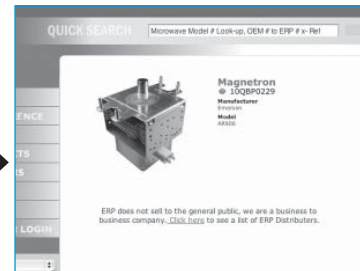 QUICK SEARCH
Microwave Model # Look-up, OEM # to ERP # x- Ref
Magnetron
10QBP0229
Manufacturer
Emerson
Model
AR806
ENCE
TS
RS
LOGIN
ERP does not sell to the general public, we are a business to
business company. Click here to see a list of ERP Distributors.